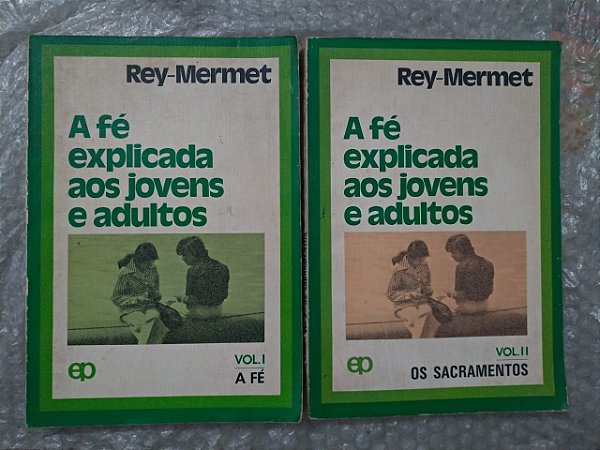 Rey-Mermet
A fé
explicada
aos jovens
e adultos
VOL. I
A FÉ
ep
Rey-Mermet
A fé
explicada
aos jovens
e adultos
VOL. II
OS SACRAMENTOS
ep